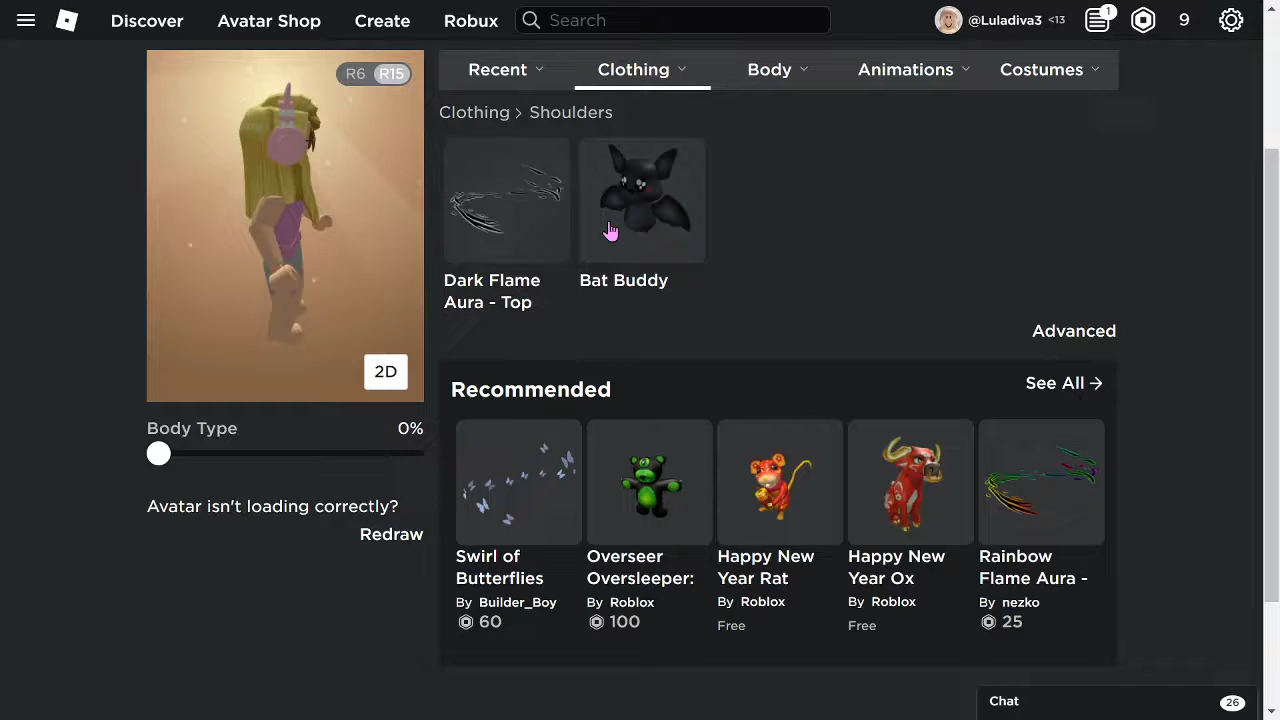 Discover Avatar Shop Create Robux Search @Luladiva3 <13 1 9
R6 R15
Recent Clothing Body Animations Costumes
Clothing > Shoulders
Dark Flame
Aura - Top
Bat Buddy
2D
Advanced
Body Type 0%
Avatar isn't loading correctly?
Redraw
Recommended See All →
Swirl of
Butterflies
By Builder_Boy
60
Overseer
Oversleeper:
By Roblox
100
Happy New
Year Rat
By Roblox
Free
Happy New
Year Ox
By Roblox
Free
Rainbow
Flame Aura -
By nezko
25
Chat 26